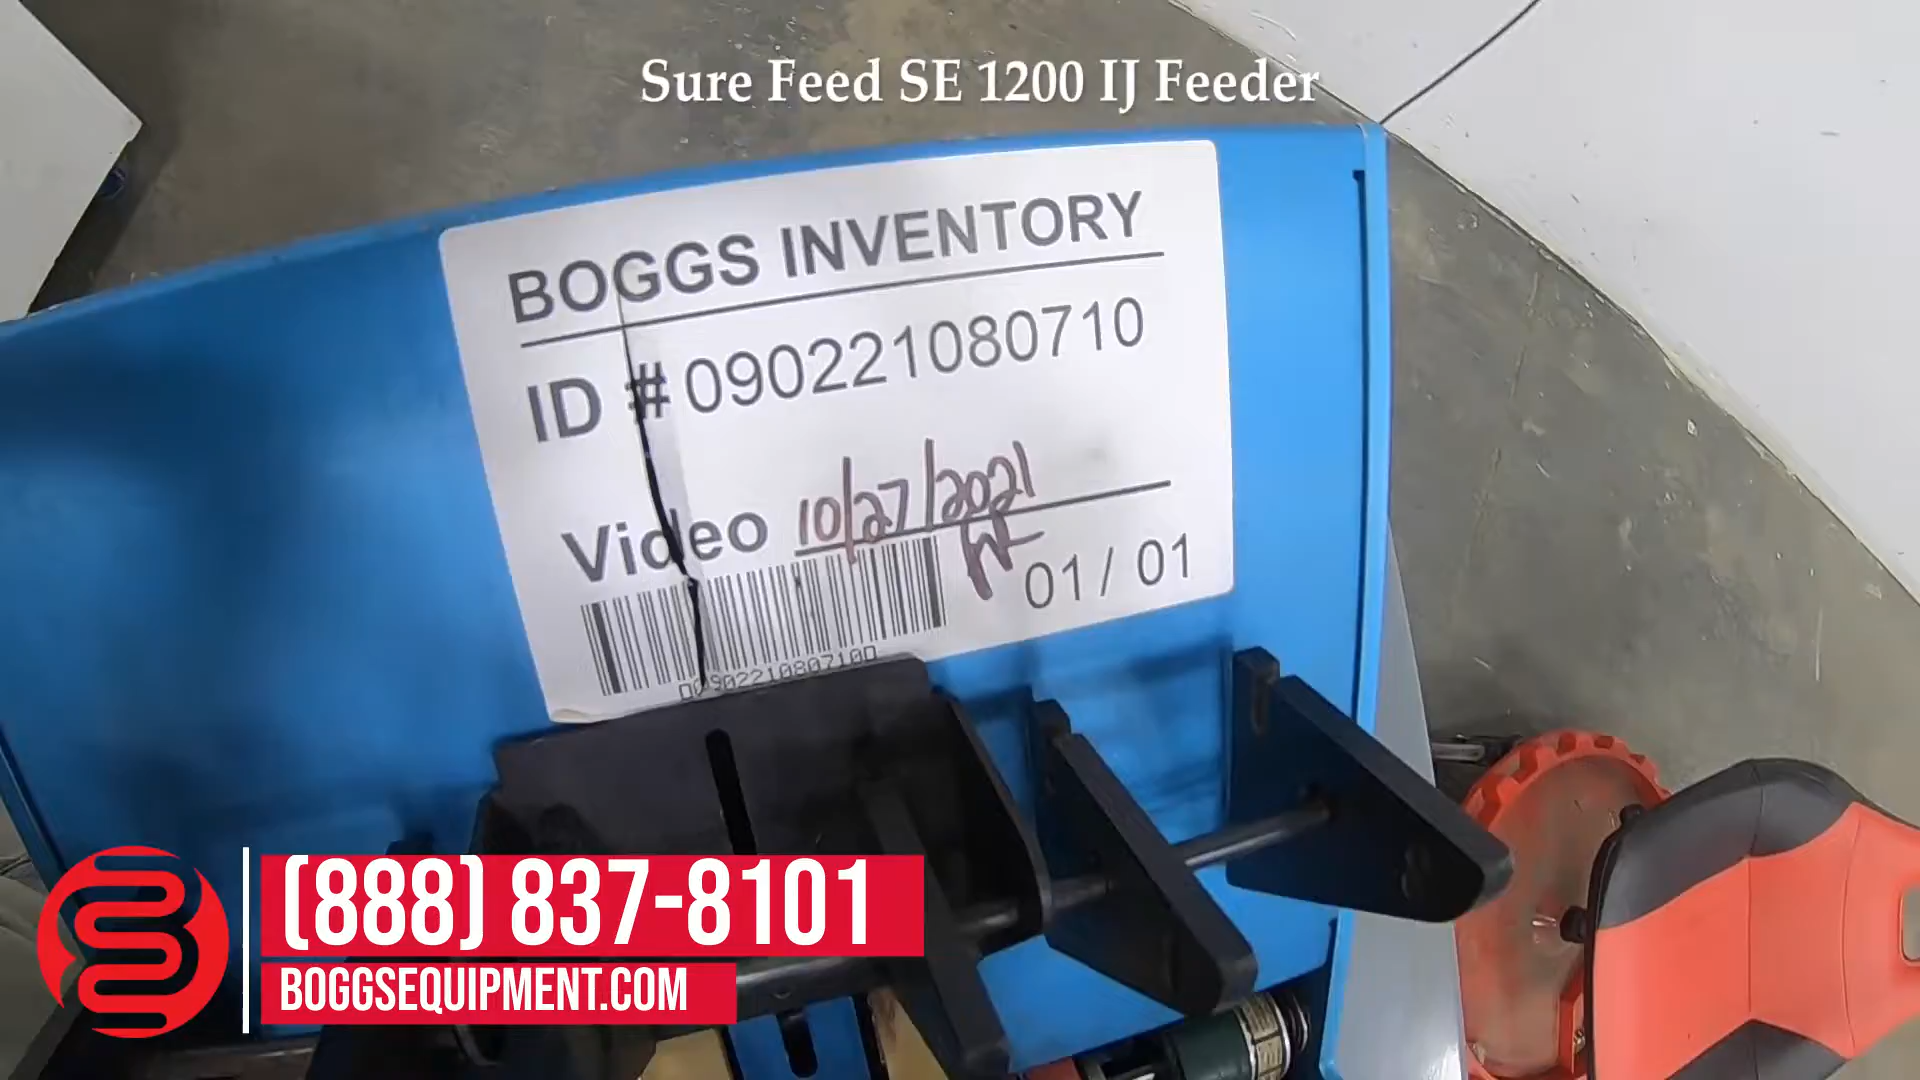 Sure Feed SE 1200 IJ Feeder
BOGGS INVENTORY
ID # 090221080710
Video 10/27/2021
01 / 01
(888) 837-8101
BOGGSEQUIPMENT.COM